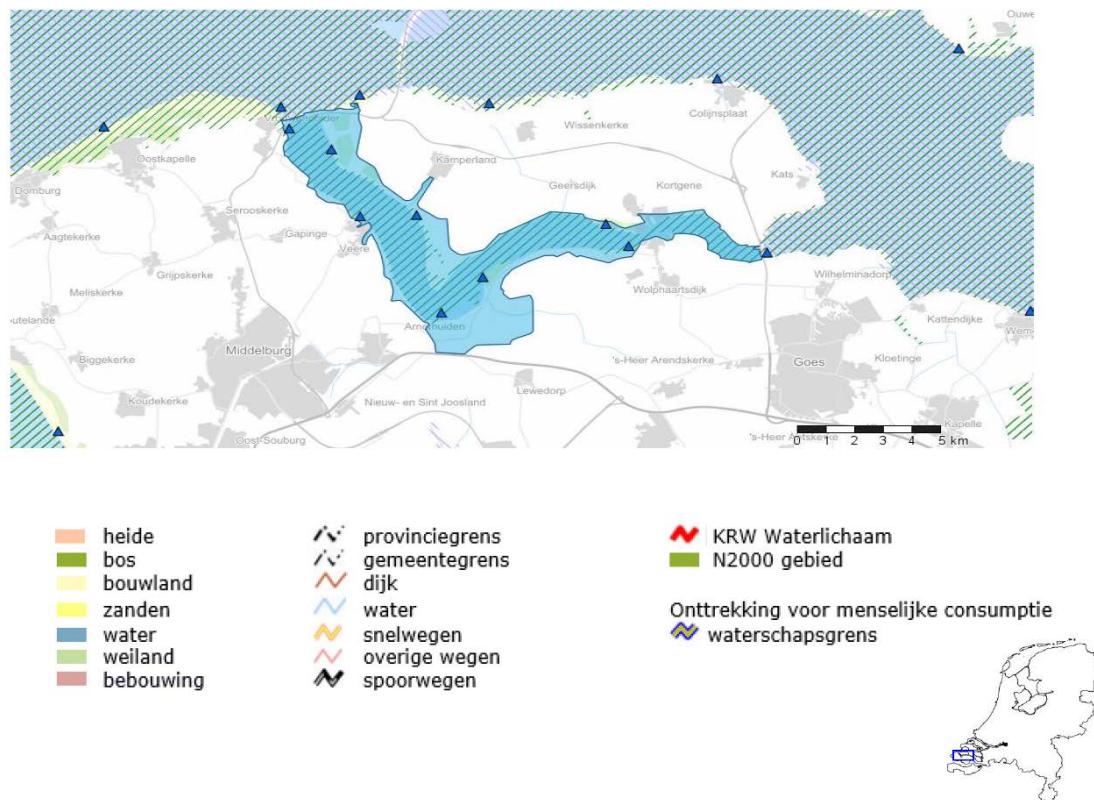 Ouwe
Colijnsplaat
Wissenkerke
Oostkapelle
Kamperland
Kats
Geersdijk
Kortgene
Domburg
Serooskerke
Gapinge
Aagtekerke
Veere
Grijpskerke
Wilhelminadorp
Wolphaartsdijk
Meliskerke
Kattendijke
outelande
Arnemuiden
Weme
Middelburg
's-Heer Arendskerke
Biggekerke
Goes
Kloetinge
Lewedorp
Koudekerke
Nieuw- en Sint Joosland
Kapelle
Oost-Souburg
0 1 2 3 4 5 km
heide
bos
bouwland
zanden
water
weiland
bebouwing
provinciegrens
gemeentegrens
dijk
water
snelwegen
overige wegen
spoorwegen
KRW Waterlichaam
N2000 gebied
Onttrekking voor menselijke consumptie
waterschapsgrens